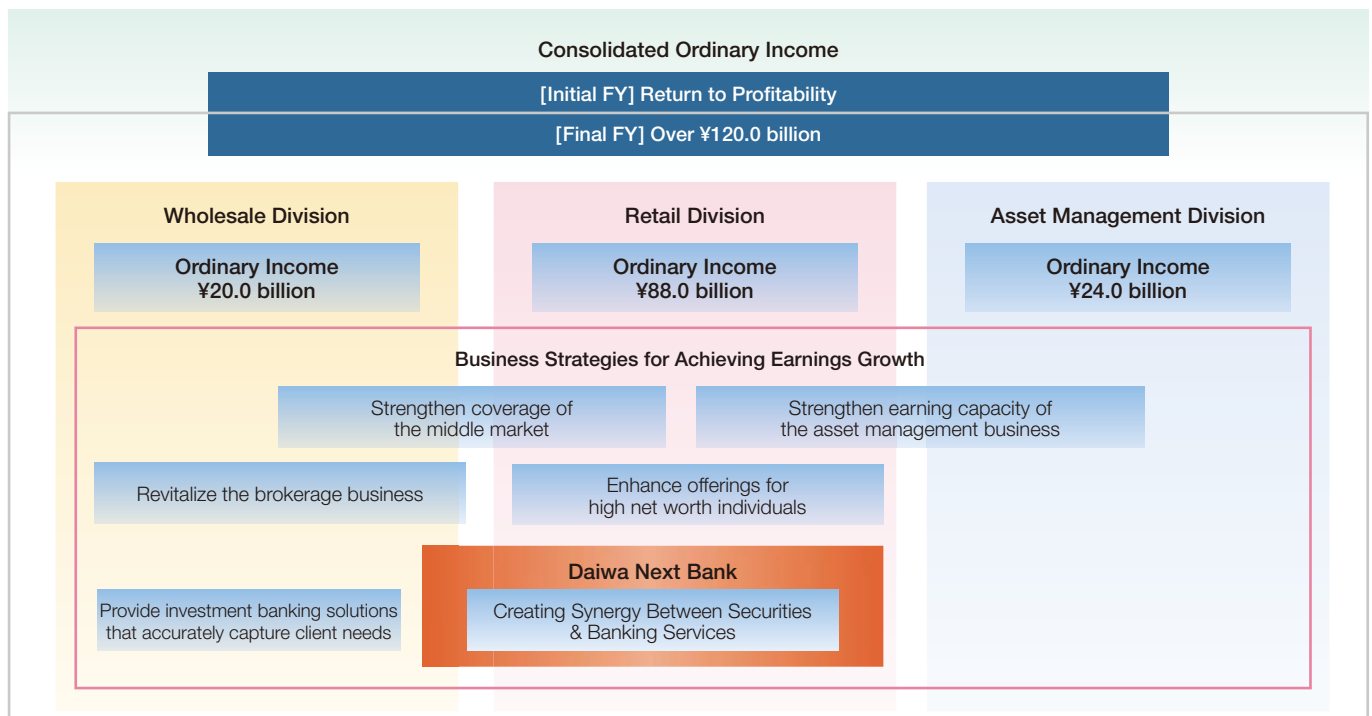 Consolidated Ordinary Income
[Initial FY] Return to Profitability
[Final FY] Over ¥120.0 billion
Wholesale Division
Ordinary Income
¥20.0 billion
Retail Division
Ordinary Income
¥88.0 billion
Asset Management Division
Ordinary Income
¥24.0 billion
Business Strategies for Achieving Earnings Growth
Strengthen coverage of
the middle market
Strengthen earning capacity of
the asset management business
Revitalize the brokerage business
Enhance offerings for
high net worth individuals
Daiwa Next Bank
Provide investment banking solutions
that accurately capture client needs
Creating Synergy Between Securities
& Banking Services